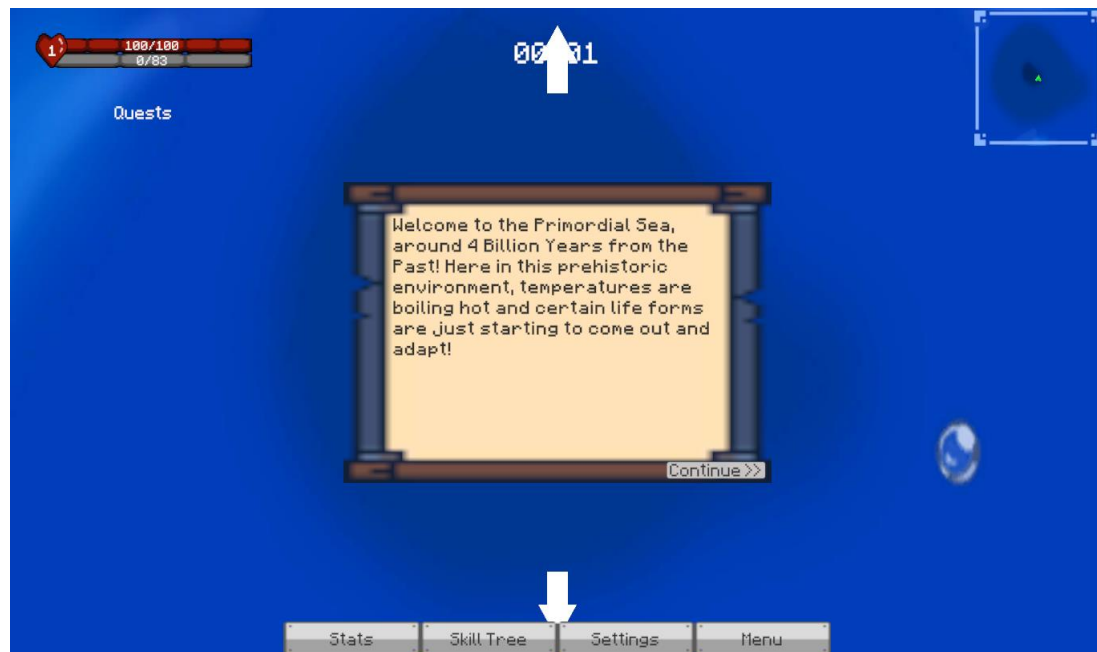 1
100/100
0/83
Quests
Welcome to the Primordial Sea,
around 4 Billion Years from the
Past! Here in this prehistoric
environment, temperatures are
boiling hot and certain life forms
are just starting to come out and
adapt!
Continue >>
Stats
Skill Tree
Settings
Menu